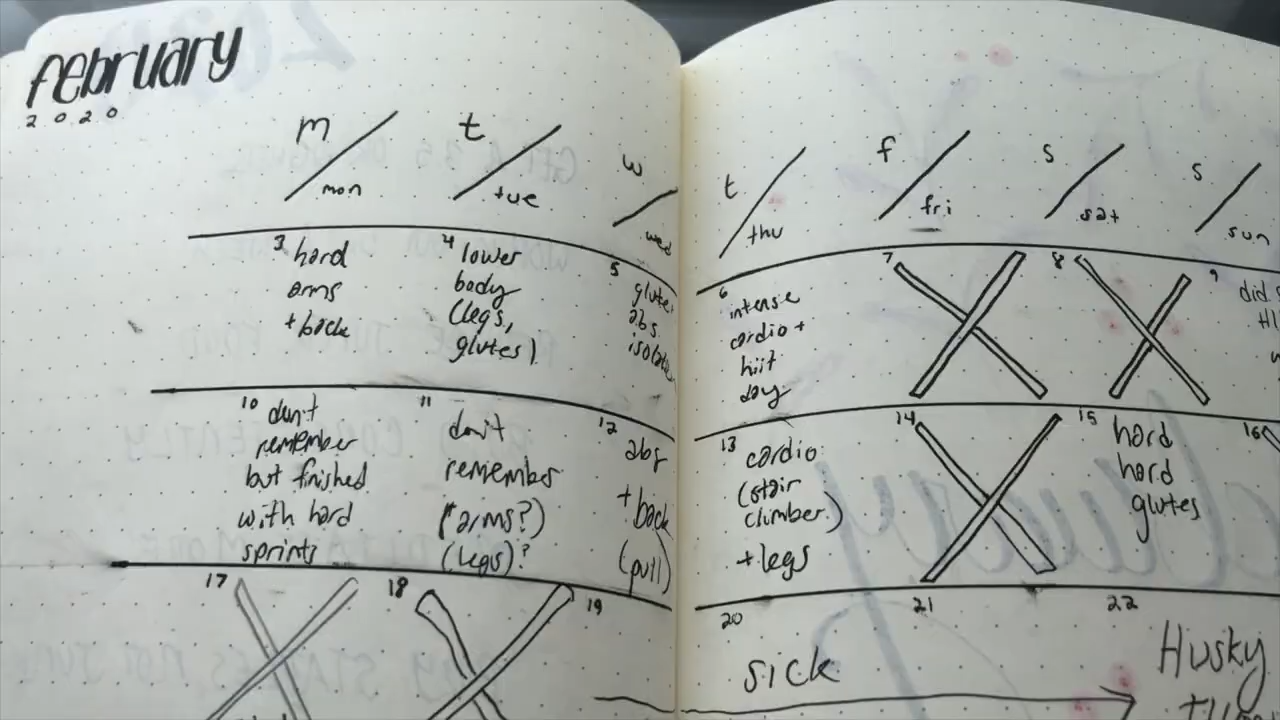 February
2020
m t w t f s s
mon tue wed thu fri sat sun
3 hard
arms
+ back
4 lower
body
(legs,
glutes)
5
glute
abs
6 intense
cardio +
hiit
day
7
8
9
did
10 don't
remember
but finished
with hard
sprints
11 don't
remember
(arms?)
(legs)?
12
abs
+ back
(pull)
13 cardio
(stair
climber)
+ legs
14
15 hard
hard
glutes
16
17
18
19
20
sick
21
22
Husky